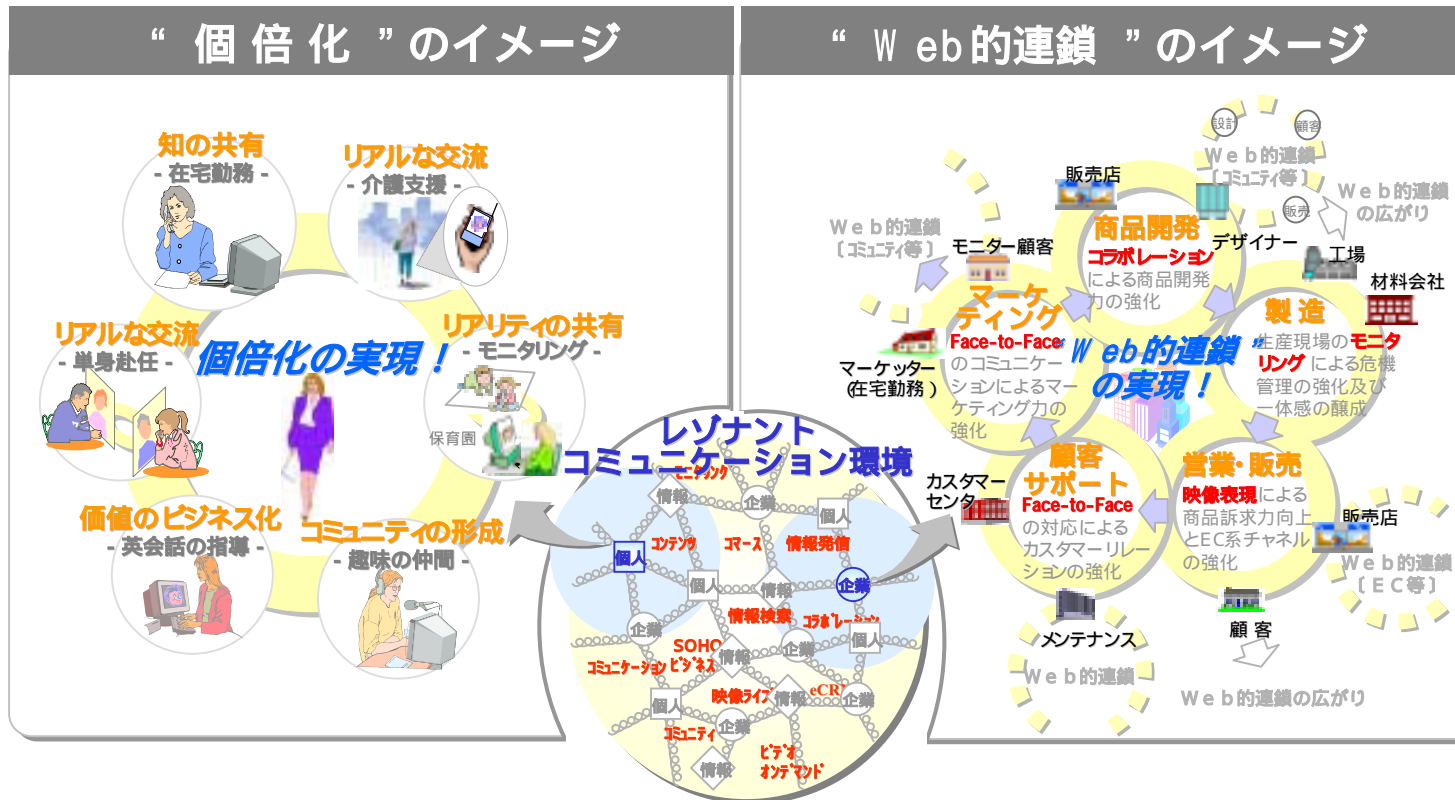 “ 個 倍 化 ” のイメージ
知の共有
- 在宅勤務 -
リアルな交流
- 介護支援 -
リアルな交流
- 単身赴任 -
個倍化の実現！
リアリティの共有
- モニタリング -
保育園
価値のビジネス化
- 英会話の指導 -
コミュニティの形成
- 趣味の仲間 -
“ Ｗeb的連鎖 ” のイメージ
設計
顧客
Ｗｅｂ的連鎖
〔コミュニティ等〕
販売
Ｗｅｂ的連鎖
の広がり
販売店
商品開発
コラボレーション
による商品開発
力の強化
デザイナー
工場
材料会社
Ｗｅｂ的連鎖
〔コミュニティ等〕
モニター顧客
マーケ
ティング
Face-to-Face
のコミュニケー
ションによるマー
ケティング力の
強化
マーケッター
(在宅勤務)
“Ｗeb的連鎖 ”
の実現！
製 造
生産現場のモニタ
リング による危機
管理の強化及び
一体感の醸成
顧客
サポート
Face-to-Face
の対応による
カスタマーリレー
ションの強化
カスタマー
センタ
営業・販売
映像表現による
商品訴求力向上
とEC系チャネル
の強化
販売店
Ｗｅｂ的連鎖
〔ＥＣ等〕
メンテナンス
Ｗｅｂ的連鎖
顧 客
Ｗｅｂ的連鎖の広がり
レゾナント
コミュニケーション環境
モニタリング
情報
企業
個人
個人
コンテンツ
コマース
情報発信
個人
情報
企業
情報検索
コラボレーション
企業
SOHO
ビジネス
情報
企業
個人
コミュニケーション
映像ライブ
情報
eCR
企業
個人
企業
コミュニティ
情報
ビデオ
オンデマンド